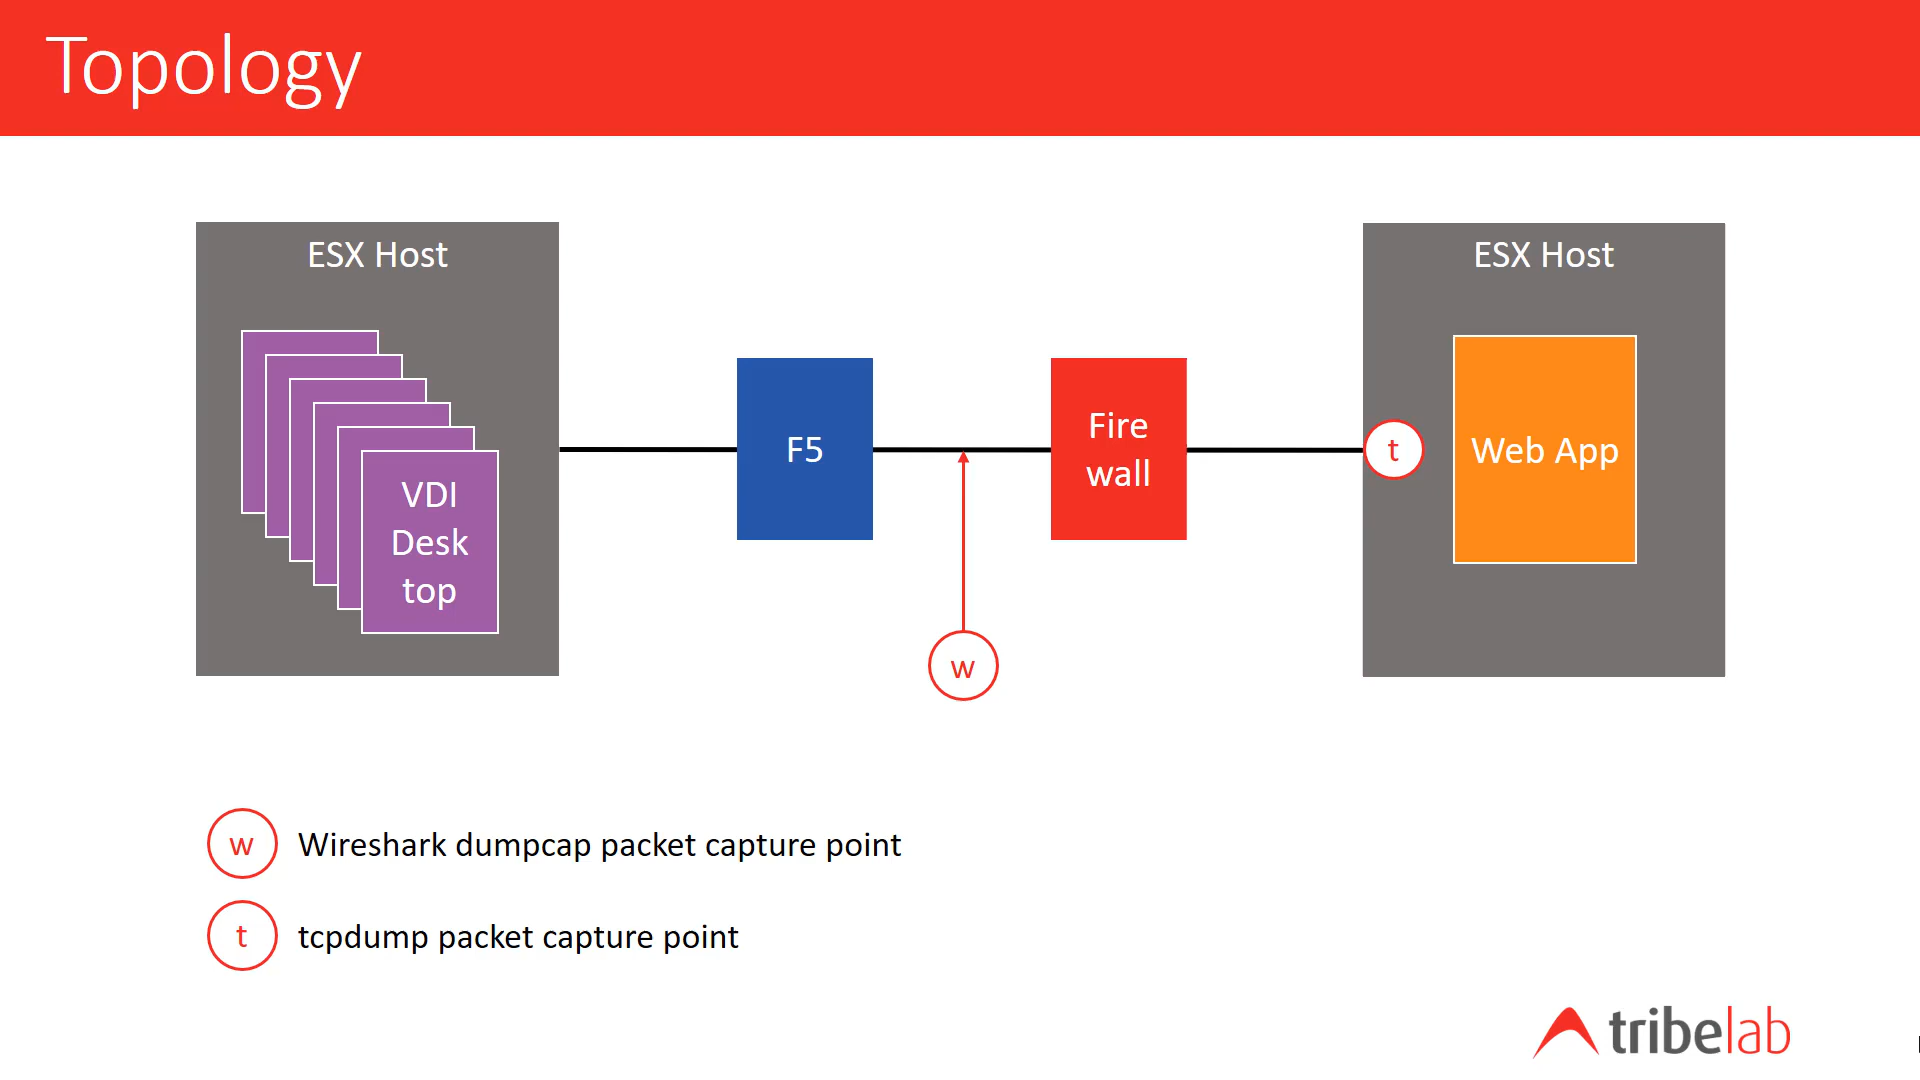 Topology
ESX Host
ESX Host
VDI
Desk
top
F5
Fire
wall
t
Web App
w
w Wireshark dumpcap packet capture point
t tcpdump packet capture point
tribelab